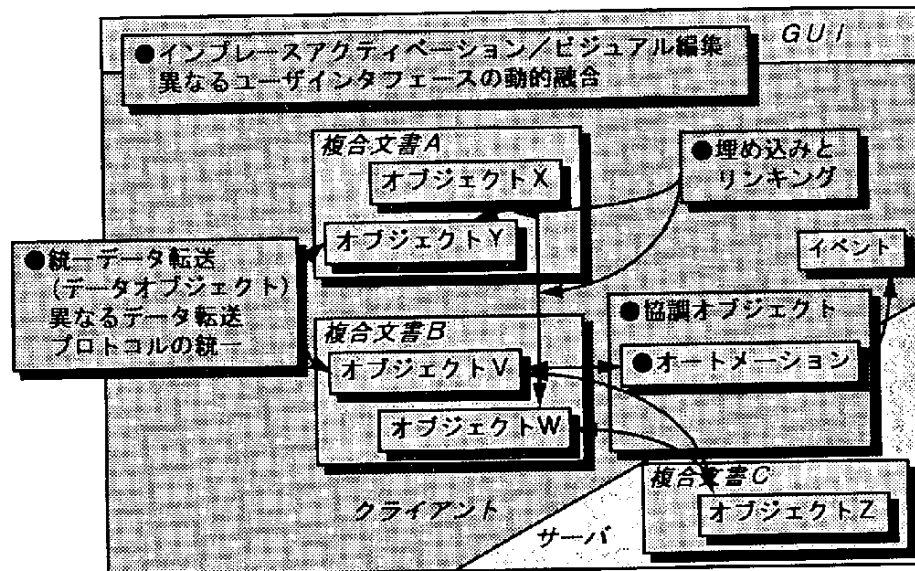 GUI
●インプレースアクティベーション/ビジュアル編集
異なるユーザインタフェースの動的融合
複合文書A
オブジェクトX
オブジェクトY
●埋め込みと
リンキング
イベント
●統一データ転送
(データオブジェクト)
異なるデータ転送
プロトコルの統一
複合文書B
オブジェクトV
オブジェクトW
●協調オブジェクト
●オートメーション
複合文書C
オブジェクトZ
クライアント
サーバ